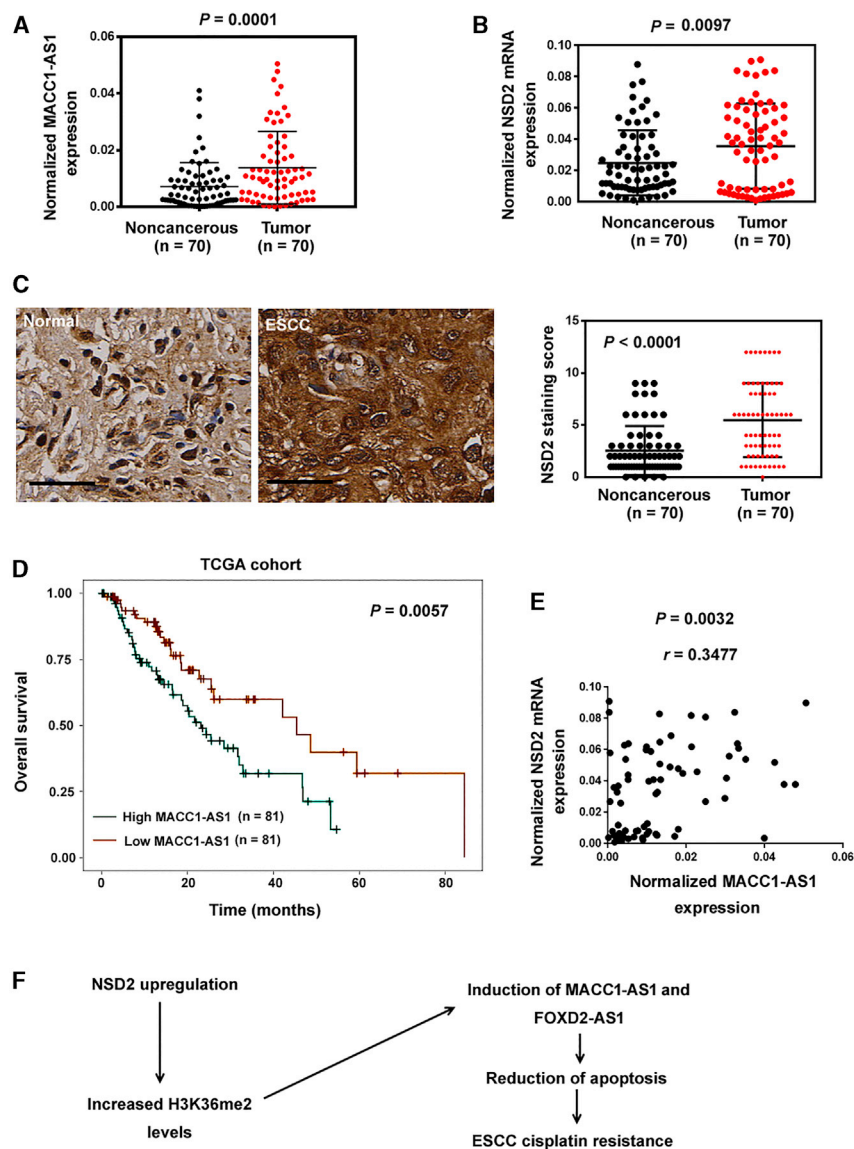 A
P = 0.0001
Normalized MACC1-AS1
expression
0.06
0.04
0.02
0.00
Noncancerous
(n = 70)
Tumor
(n = 70)
B
P = 0.0097
Normalized NSD2 mRNA
expression
0.10
0.08
0.06
0.04
0.02
0.00
Noncancerous
(n = 70)
Tumor
(n = 70)
C
Normal
ESCC
P < 0.0001
NSD2 staining score
15
10
5
0
Noncancerous
(n = 70)
Tumor
(n = 70)
D
TCGA cohort
P = 0.0057
Overall survival
1.00
0.75
0.50
0.25
0.00
High MACC1-AS1 (n = 81)
Low MACC1-AS1 (n = 81)
0 20 40 60 80
Time (months)
E
P = 0.0032
r = 0.3477
Normalized NSD2 mRNA
expression
0.10
0.08
0.06
0.04
0.02
0.00
0.00 0.02 0.04 0.06
Normalized MACC1-AS1
expression
F
NSD2 upregulation
Increased H3K36me2
levels
Induction of MACC1-AS1 and
FOXD2-AS1
Reduction of apoptosis
ESCC cisplatin resistance